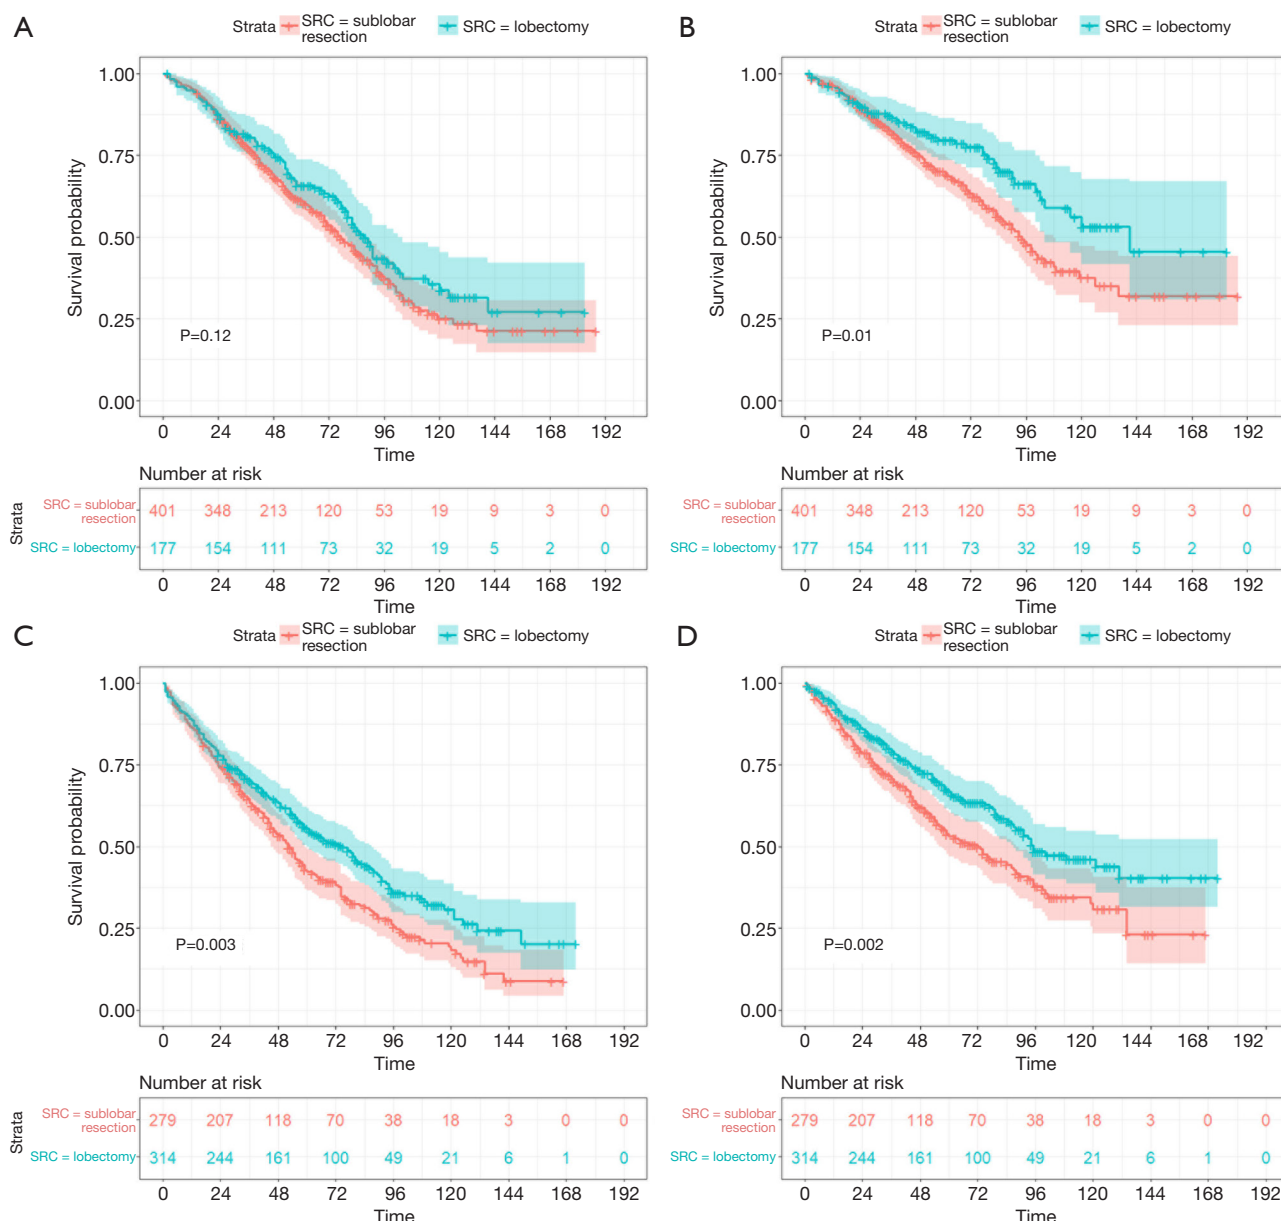 A
Strata SRC = sublobar resection SRC = lobectomy
Survival probability
1.00
0.75
0.50
0.25
0.00
P=0.12
0 24 48 72 96 120 144 168 192
Time
Number at risk
Strata
SRC = sublobar resection 401 348 213 120 53 19 9 3 0
SRC = lobectomy 177 154 111 73 32 19 5 2 0
0 24 48 72 96 120 144 168 192
Time
B
Strata SRC = sublobar resection SRC = lobectomy
Survival probability
1.00
0.75
0.50
0.25
0.00
P=0.01
0 24 48 72 96 120 144 168 192
Time
Number at risk
SRC = sublobar resection 401 348 213 120 53 19 9 3 0
SRC = lobectomy 177 154 111 73 32 19 5 2 0
0 24 48 72 96 120 144 168 192
Time
C
Strata SRC = sublobar resection SRC = lobectomy
Survival probability
1.00
0.75
0.50
0.25
0.00
P=0.003
0 24 48 72 96 120 144 168 192
Time
Number at risk
Strata
SRC = sublobar resection 279 207 118 70 38 18 3 0 0
SRC = lobectomy 314 244 161 100 49 21 6 1 0
0 24 48 72 96 120 144 168 192
Time
D
Strata SRC = sublobar resection SRC = lobectomy
Survival probability
1.00
0.75
0.50
0.25
0.00
P=0.002
0 24 48 72 96 120 144 168 192
Time
Number at risk
SRC = sublobar resection 279 207 118 70 38 18 3 0 0
SRC = lobectomy 314 244 161 100 49 21 6 1 0
0 24 48 72 96 120 144 168 192
Time